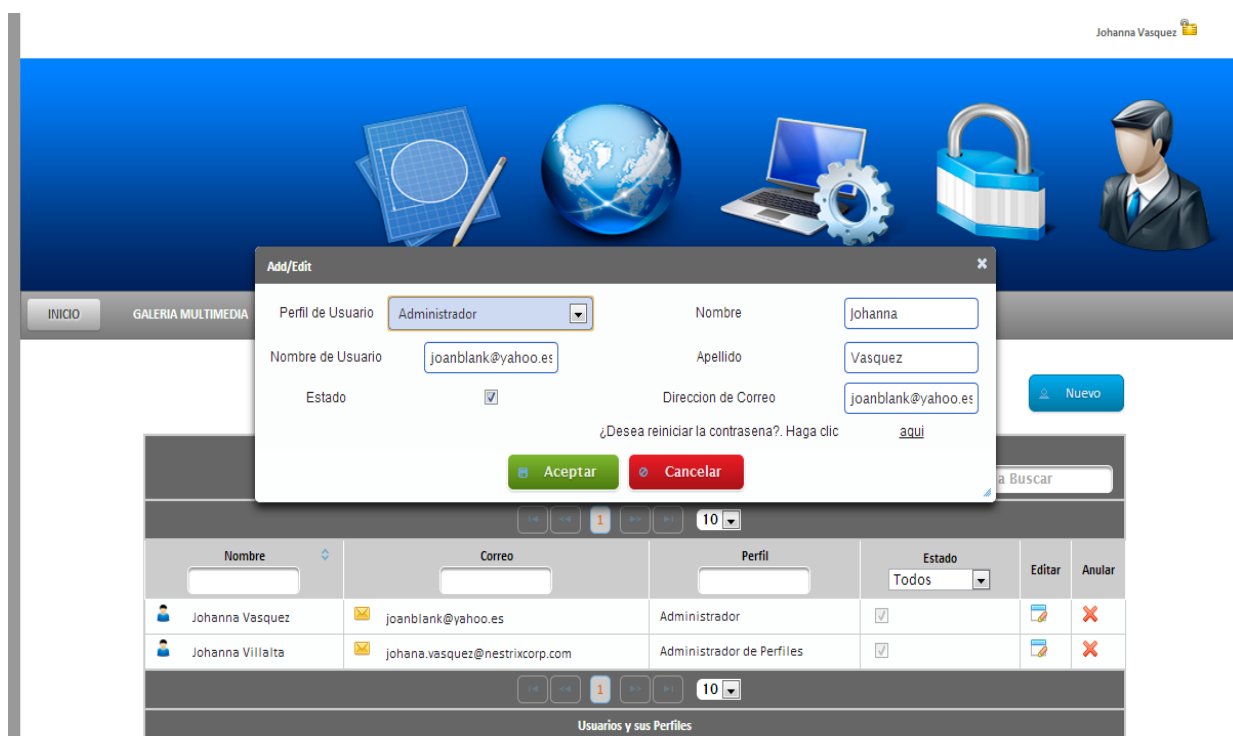 Johanna Vasquez
Add/Edit
INICIO GALERIA MULTIMEDIA
Perfil de Usuario Administrador Nombre Johanna
Nombre de Usuario joanblank@yahoo.es Apellido Vasquez
Estado Direccion de Correo joanblank@yahoo.es
Nuevo
¿Desea reiniciar la contrasena?. Haga clic aqui
Aceptar Cancelar
a Buscar
1 10
Nombre Correo Perfil Estado Editar Anular
Todos
Johanna Vasquez joanblank@yahoo.es Administrador
Johanna Villalta johana.vasquez@nestrixcorp.com Administrador de Perfiles
1 10
Usuarios y sus Perfiles